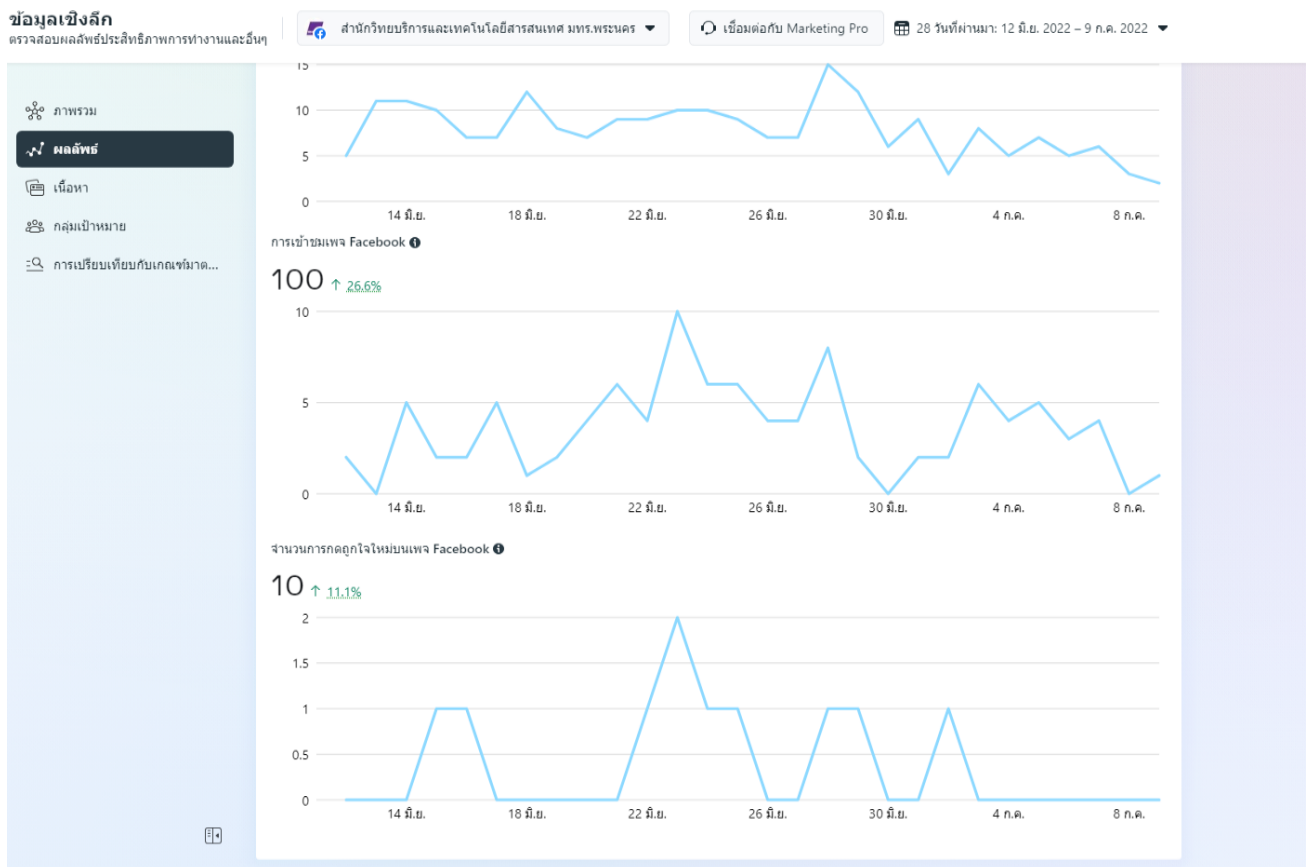 ข้อมูลเชิงลึก
ตรวจสอบผลลัพธ์ประสิทธิภาพการทำงานและอื่นๆ
สำนักวิทยบริการและเทคโนโลยีสารสนเทศ มทร.พระนคร
เชื่อมต่อกับ Marketing Pro
28 วันที่ผ่านมา: 12 มิ.ย. 2022 – 9 ก.ค. 2022
ภาพรวม
ผลลัพธ์
เนื้อหา
กลุ่มเป้าหมาย
การเปรียบเทียบกับเกณฑ์มาต...
15
10
5
0
14 มิ.ย. 18 มิ.ย. 22 มิ.ย. 26 มิ.ย. 30 มิ.ย. 4 ก.ค. 8 ก.ค.
การเข้าชมเพจ Facebook
100 ↑ 26.6%
10
5
0
14 มิ.ย. 18 มิ.ย. 22 มิ.ย. 26 มิ.ย. 30 มิ.ย. 4 ก.ค. 8 ก.ค.
จำนวนการกดถูกใจใหม่บนเพจ Facebook
10 ↑ 11.1%
2
1.5
1
0.5
0
14 มิ.ย. 18 มิ.ย. 22 มิ.ย. 26 มิ.ย. 30 มิ.ย. 4 ก.ค. 8 ก.ค.